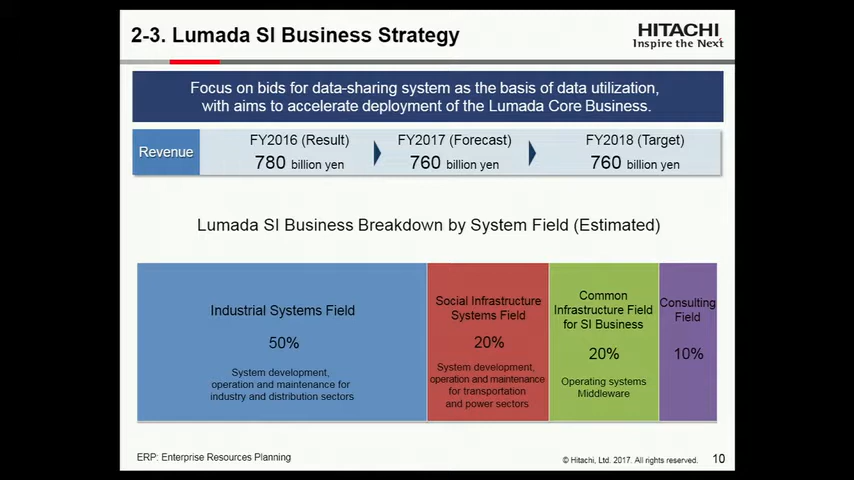 2-3. Lumada SI Business Strategy
HITACHI
Inspire the Next
Focus on bids for data-sharing system as the basis of data utilization,
with aims to accelerate deployment of the Lumada Core Business.
Revenue
FY2016 (Result)
780 billion yen
FY2017 (Forecast)
760 billion yen
FY2018 (Target)
760 billion yen
Lumada SI Business Breakdown by System Field (Estimated)
Industrial Systems Field
50%
System development,
operation and maintenance for
industry and distribution sectors
Social Infrastructure
Systems Field
20%
System development,
operation and maintenance
for transportation
and power sectors
Common
Infrastructure Field
for SI Business
20%
Operating systems
Middleware
Consulting
Field
10%
ERP: Enterprise Resources Planning
© Hitachi, Ltd. 2017. All rights reserved.
10